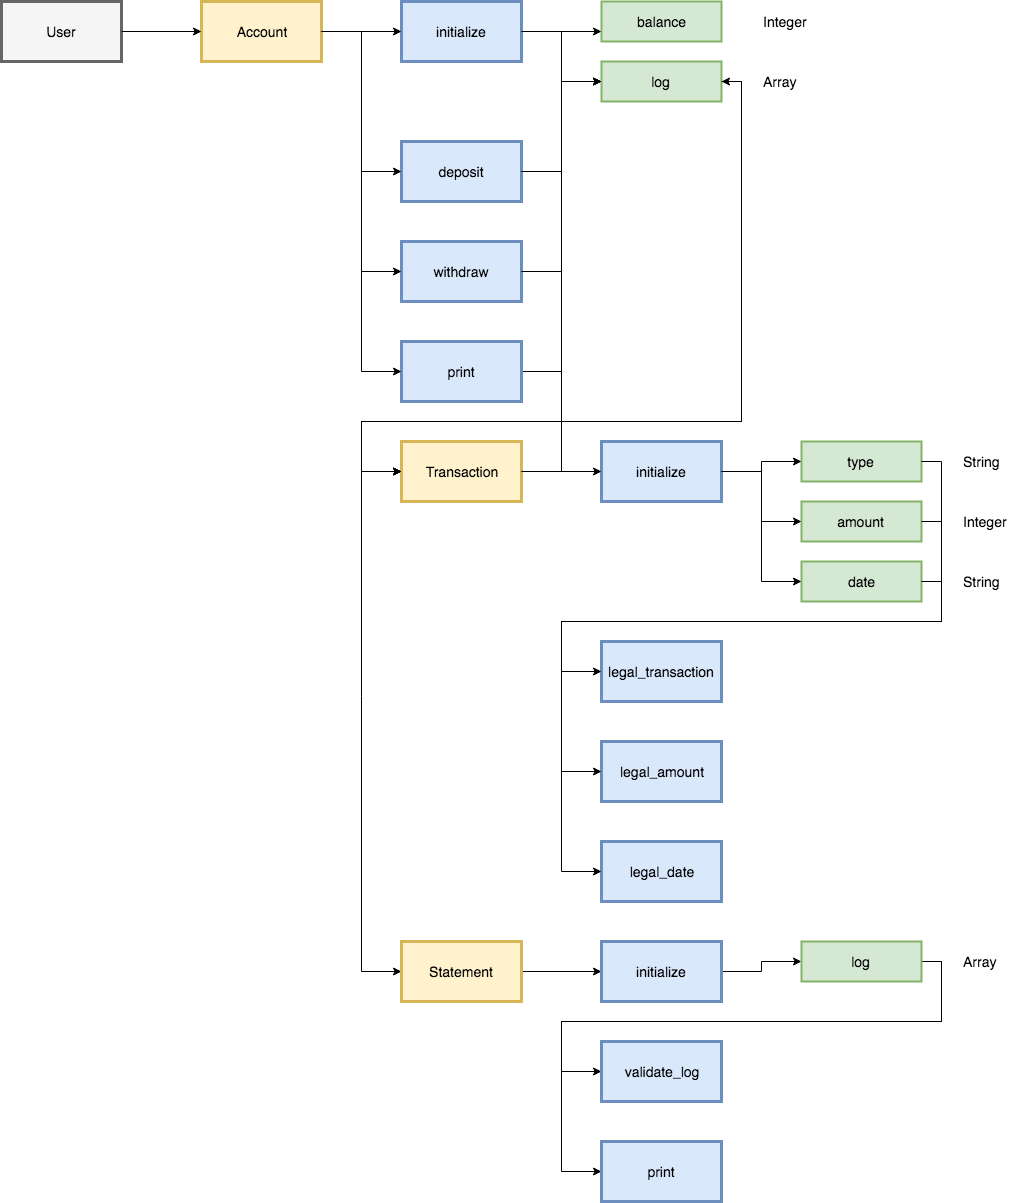 User
Account
initialize
balance
Integer
log
Array
deposit
withdraw
print
Transaction
initialize
type
String
amount
Integer
date
String
legal_transaction
legal_amount
legal_date
Statement
initialize
log
Array
validate_log
print